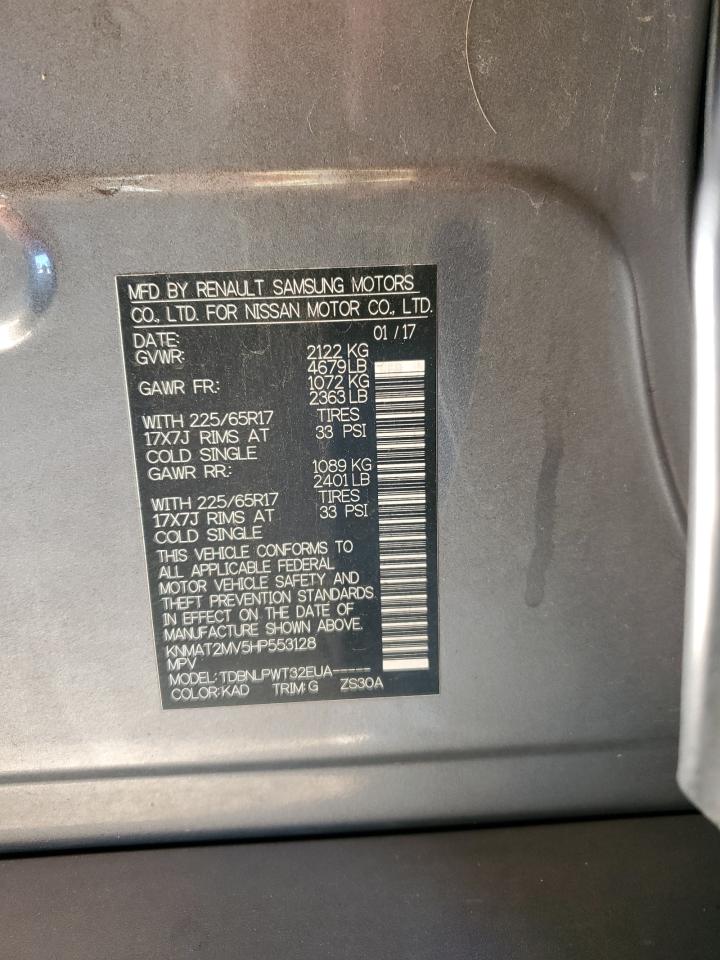 MFD BY RENAULT SAMSUNG MOTORS
CO., LTD. FOR NISSAN MOTOR CO., LTD.
DATE: 01 / 17
GVWR: 2122 KG
4679 LB
GAWR FR.: 1072 KG
2363 LB
WITH 225/65R17 TIRES
17X7J RIMS AT 33 PSI
COLD SINGLE
GAWR RR.: 1089 KG
2401 LB
WITH 225/65R17 TIRES
17X7J RIMS AT 33 PSI
COLD SINGLE
THIS VEHICLE CONFORMS TO
ALL APPLICABLE FEDERAL
MOTOR VEHICLE SAFETY AND
THEFT PREVENTION STANDARDS
IN EFFECT ON THE DATE OF
MANUFACTURE SHOWN ABOVE.
KNMAT2MV5HP553128
MPV
MODEL:TDBNLPWT32EUA-----
COLOR:KAD TRIM:G ZS30A